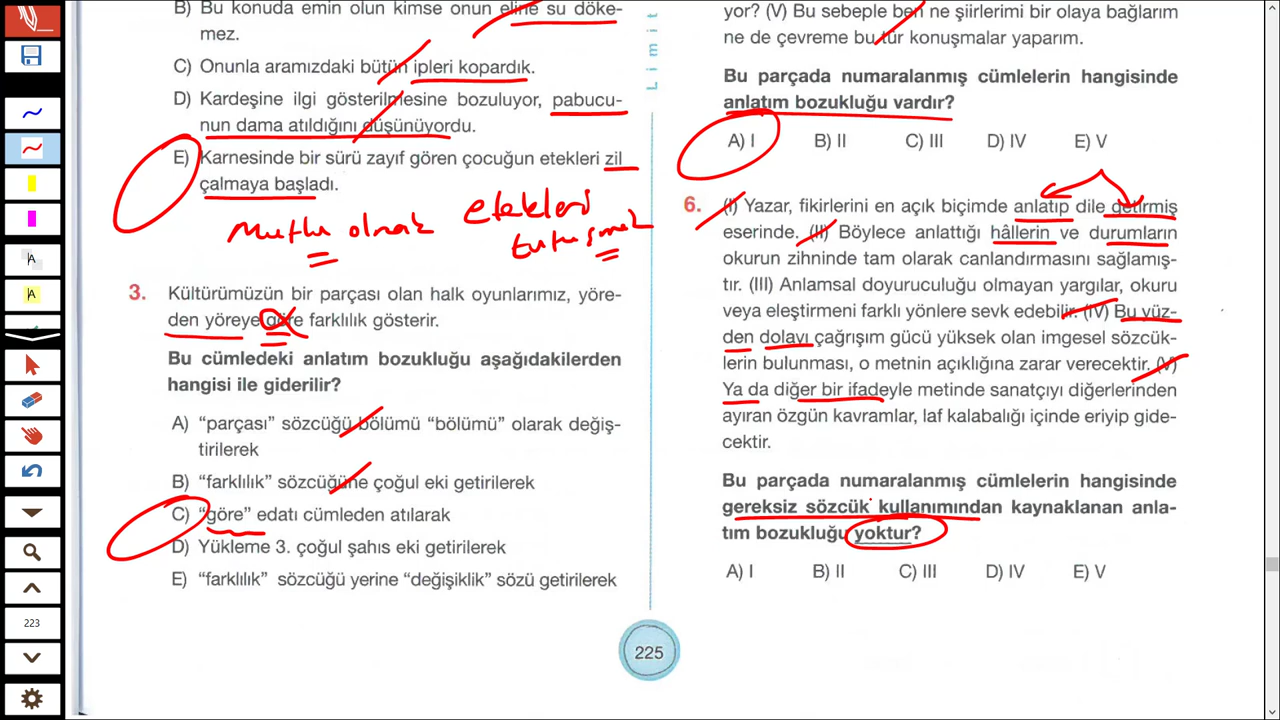 B) Bu konuda emin olun kimse onun eline su döke-
mez.
C) Onunla aramızdaki bütün ipleri kopardık.
D) Kardeşine ilgi gösterilmesine bozuluyor, pabucu-
nun dama atıldığını düşünüyordu.
E) Karnesinde bir sürü zayıf gören çocuğun etekleri zil
çalmaya başladı.
mutlu olmak
etekleri
tutuşmak
3. Kültürümüzün bir parçası olan halk oyunlarımız, yöre-
den yöreye göre farklılık gösterir.
Bu cümledeki anlatım bozukluğu aşağıdakilerden
hangisi ile giderilir?
A) “parçası” sözcüğü bölümü “bölümü” olarak değiş-
tirilerek
B) “farklılık” sözcüğüne çoğul eki getirilerek
C) “göre” edatı cümleden atılarak
D) Yükleme 3. çoğul şahıs eki getirilerek
E) “farklılık” sözcüğü yerine “değişiklik” sözü getirilerek
Limit
yor? (V) Bu sebeple ben ne şiirlerimi bir olaya bağlarım
ne de çevreme bu tür konuşmalar yaparım.
Bu parçada numaralanmış cümlelerin hangisinde
anlatım bozukluğu vardır?
A) I B) II C) III D) IV E) V
6. (I) Yazar, fikirlerini en açık biçimde anlatıp dile getirmiş
eserinde. (II) Böylece anlattığı hâllerin ve durumların
okurun zihninde tam olarak canlandırmasını sağlamış-
tır. (III) Anlamsal doyuruculuğu olmayan yargılar, okuru
veya eleştirmeni farklı yönlere sevk edebilir. (IV) Bu yüz-
den dolayı çağrışım gücü yüksek olan imgesel sözcük-
lerin bulunması, o metnin açıklığına zarar verecektir. (V)
Ya da diğer bir ifadeyle metinde sanatçıyı diğerlerinden
ayıran özgün kavramlar, laf kalabalığı içinde eriyip gide-
cektir.
Bu parçada numaralanmış cümlelerin hangisinde
gereksiz sözcük kullanımından kaynaklanan anla-
tım bozukluğu yoktur?
A) I B) II C) III D) IV E) V
225
A
A
223